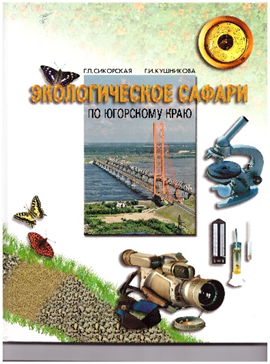 Г.П. СИКОРСКАЯ Г.И. КУШНИКОВА
ЭКОЛОГИЧЕСКОЕ САФАРИ
ПО ЮГОРСКОМУ КРАЮ